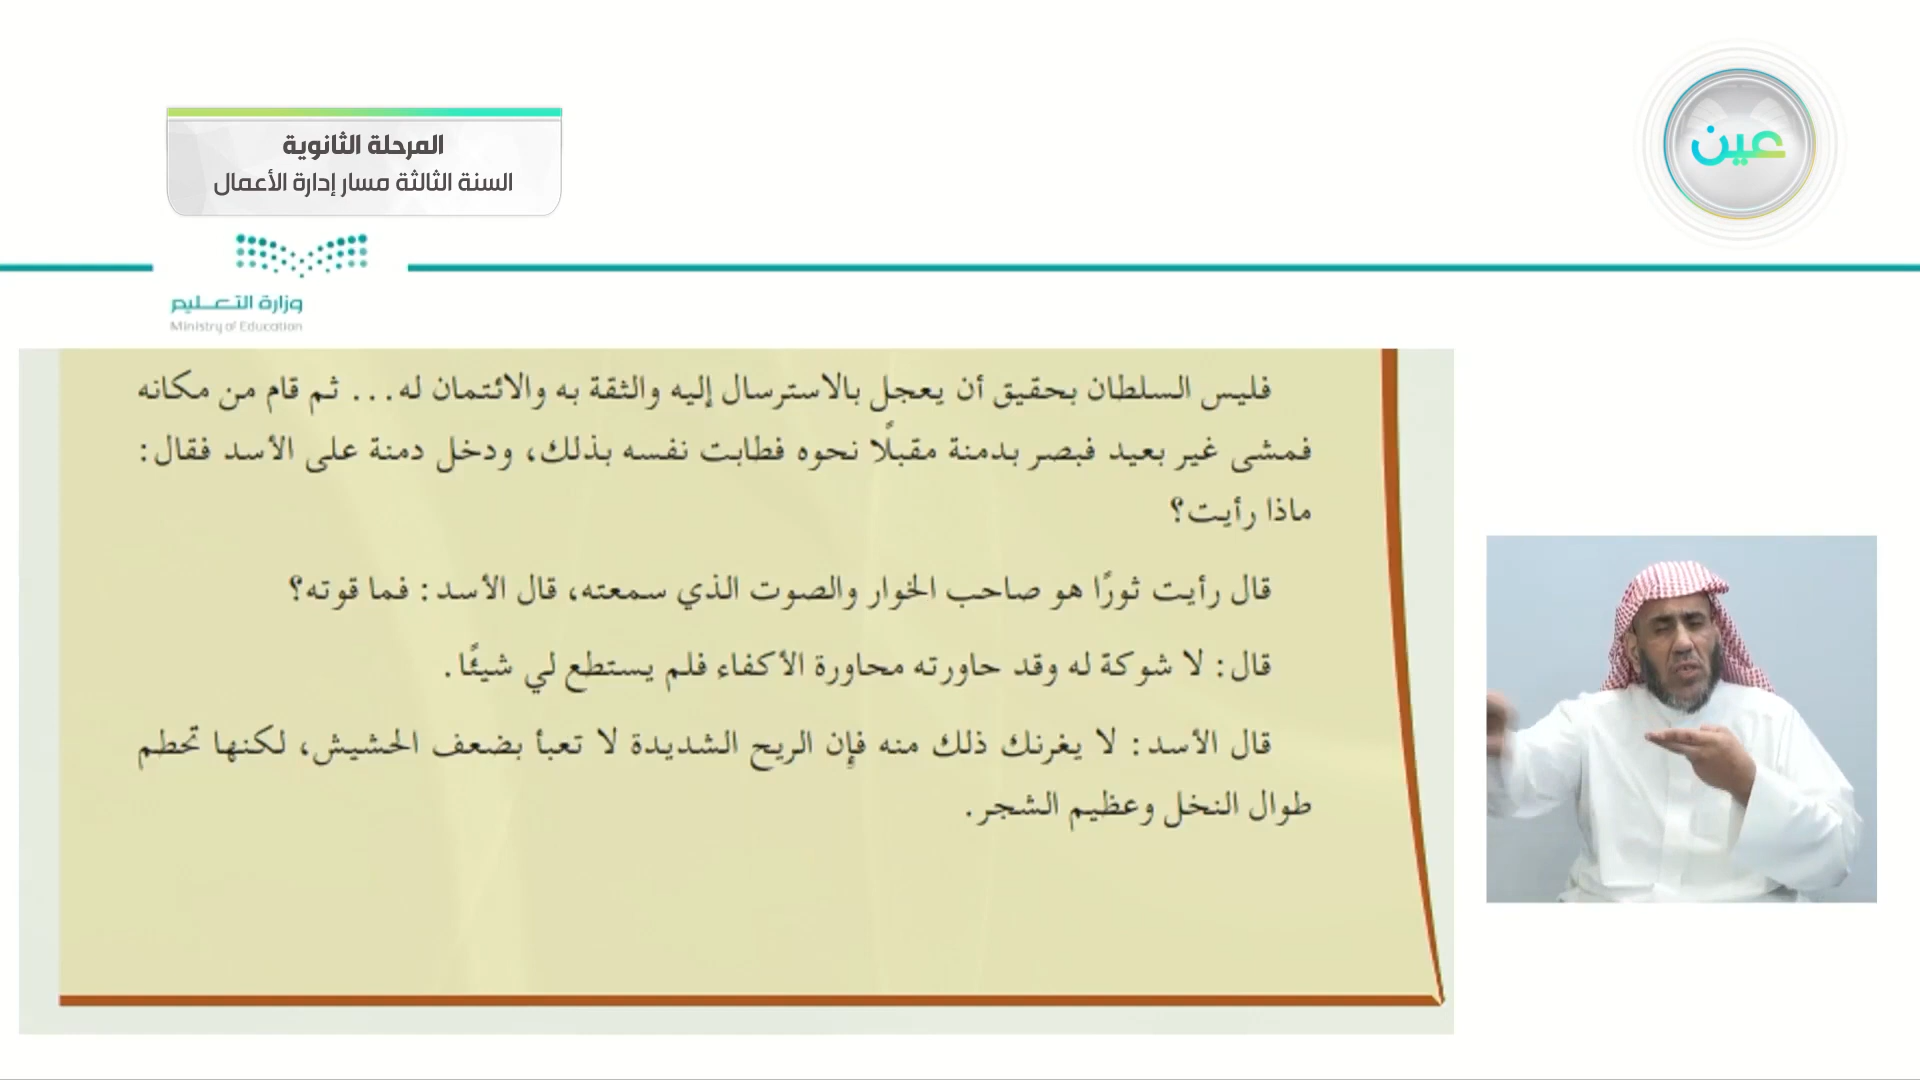 عين
المرحلة الثانوية
السنة الثالثة مسار إدارة الأعمال
وزارة التعليم
Ministry of Education
فليس السلطان بحقيق أن يعجل بالاسترسال إليه والثقة به والائتمان له... ثم قام من مكانه
فمشى غير بعيد فبصر بدمنة مقبلًا نحوه فطابت نفسه بذلك، ودخل دمنة على الأسد فقال:
ماذا رأيت؟
قال رأيت ثورًا هو صاحب الخوار والصوت الذي سمعته، قال الأسد: فما قوته؟
قال: لا شوكة له وقد حاورته محاورة الأكفاء فلم يستطع لي شيئًا.
قال الأسد: لا يغرنك ذلك منه فإن الريح الشديدة لا تعبأ بضعف الحشيش، لكنها تحطم
طوال النخل وعظيم الشجر.